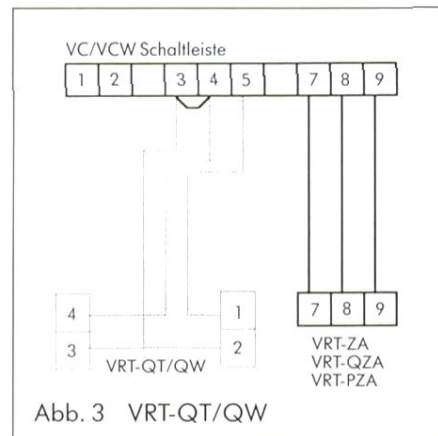 VC/VCW Schaltleiste
1 2 3 4 5 7 8 9
4 1 7 8 9
3 2
VRT-QT/QW
VRT-ZA
VRT-QZA
VRT-PZA
Abb. 3 VRT-QT/QW